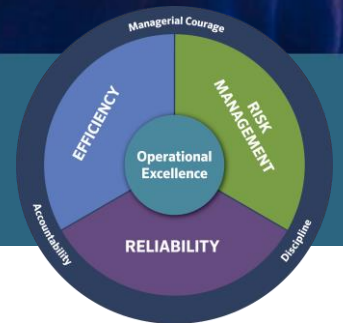 Managerial Courage
EFFICIENCY
RISK
MANAGEMENT
Operational
Excellence
RELIABILITY
Accountability
Discipline